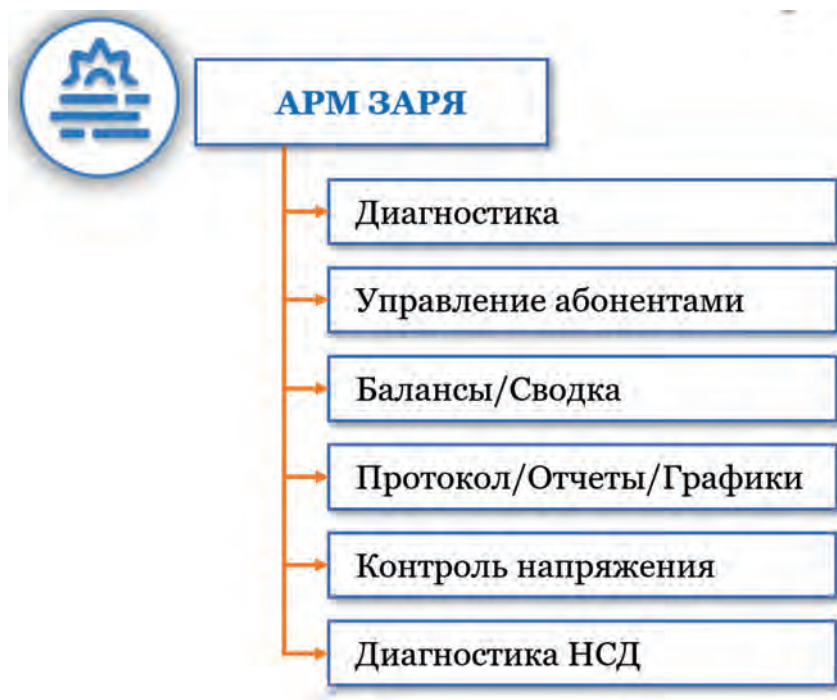 АРМ ЗАРЯ
Диагностика
Управление абонентами
Балансы/Сводка
Протокол/Отчеты/Графики
Контроль напряжения
Диагностика НСД